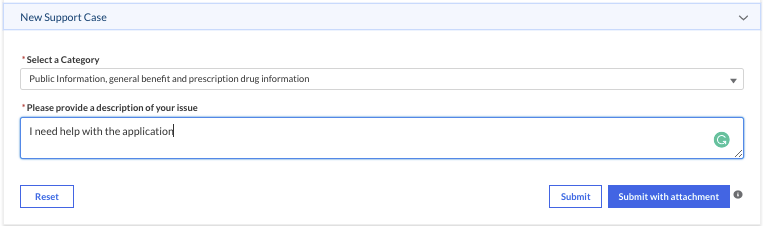 New Support Case
* Select a Category
Public Information, general benefit and prescription drug information
* Please provide a description of your issue
I need help with the application
Reset
Submit
Submit with attachment